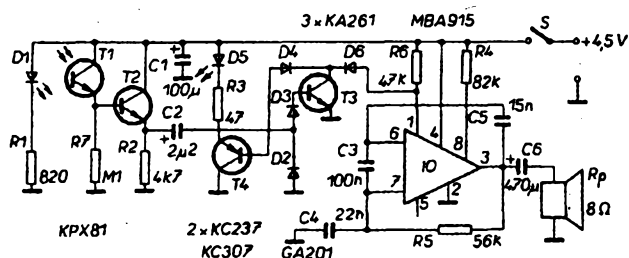 3×KA261 MBA915
S
+4,5V
D1
T1
T2
C1
100µ
D5
R3
47
D4
D6
T3
R6
47k
R4
82k
15n
C5
C2
2µ2
D3
D2
T4
R1
820
R7
M1
R2
4k7
C3
100n
C4
22n
1
4
8
6
7
IO
3
5
2
R5
56k
C6
470µ
Rp
8Ω
KPX81
2×KC237
KC307
GA201